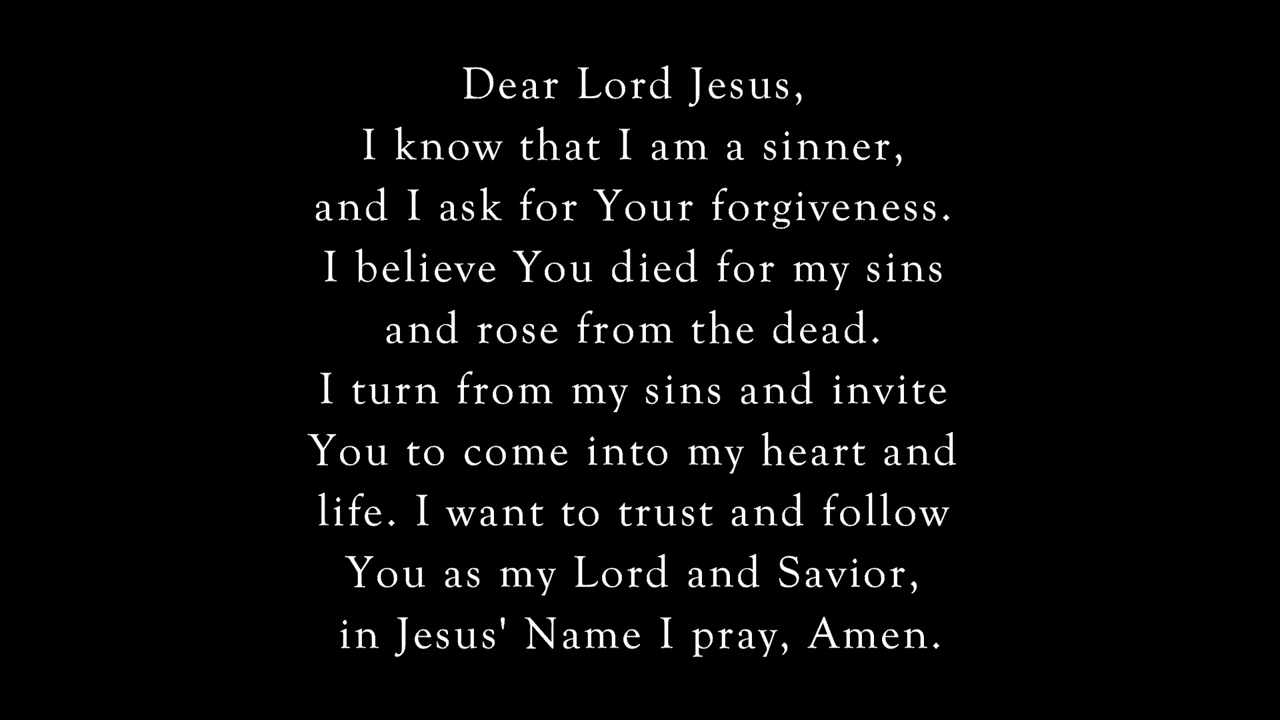 Dear Lord Jesus,
I know that I am a sinner,
and I ask for Your forgiveness.
I believe You died for my sins
and rose from the dead.
I turn from my sins and invite
You to come into my heart and
life. I want to trust and follow
You as my Lord and Savior,
in Jesus' Name I pray, Amen.